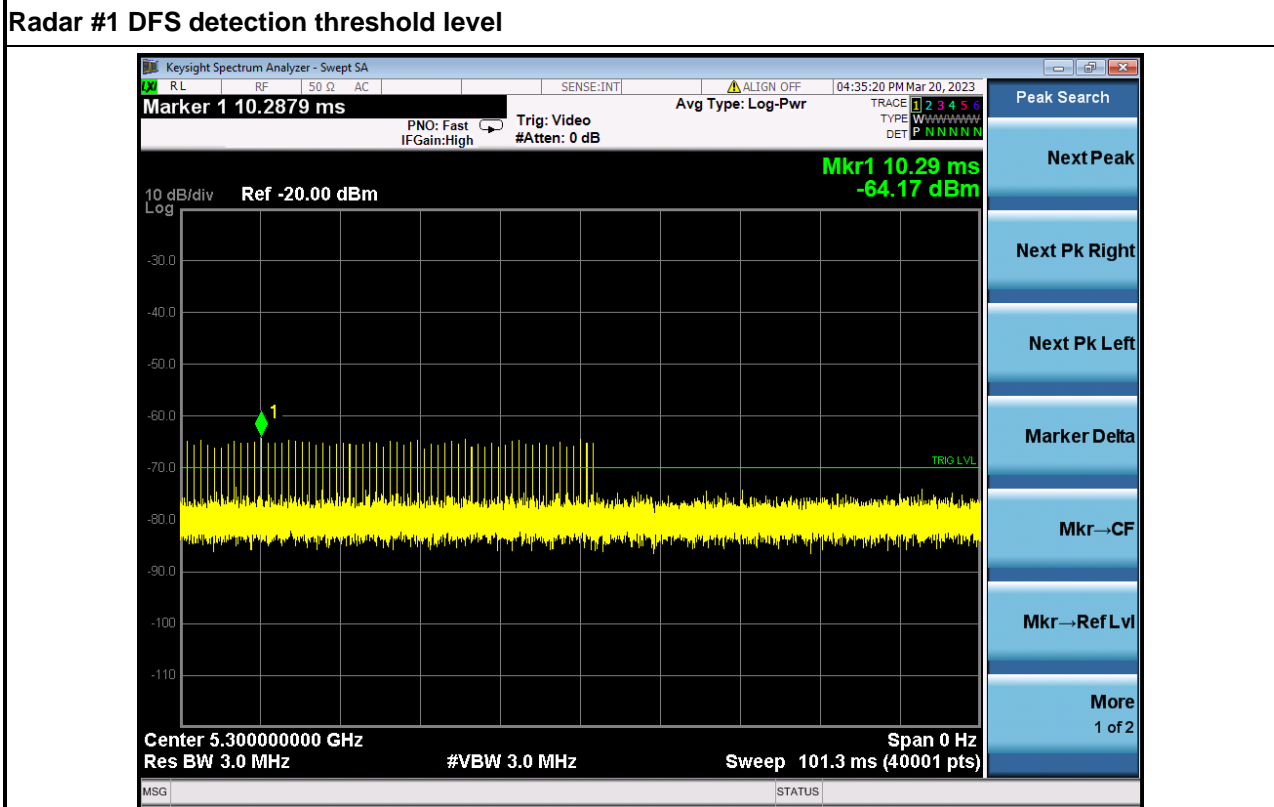 Radar #1 DFS detection threshold level
Keysight Spectrum Analyzer - Swept SA
LXI RL RF 50 Ω AC SENSE:INT ALIGN OFF 04:35:20 PM Mar 20, 2023
Marker 1 10.2879 ms
PNO: Fast
IFGain:High
Trig: Video
#Atten: 0 dB
Avg Type: Log-Pwr
TRACE 1 2 3 4 5 6
TYPE WWWWWW
DET P N N N N N
Mkr1 10.29 ms
-64.17 dBm
10 dB/div
Log
Ref -20.00 dBm
-30.0
-40.0
-50.0
-60.0
1
-70.0
TRIG LVL
-80.0
-90.0
-100
-110
Center 5.300000000 GHz
Span 0 Hz
Res BW 3.0 MHz
#VBW 3.0 MHz
Sweep 101.3 ms (40001 pts)
MSG
STATUS
Peak Search
Next Peak
Next Pk Right
Next Pk Left
Marker Delta
Mkr→CF
Mkr→Ref Lvl
More
1 of 2